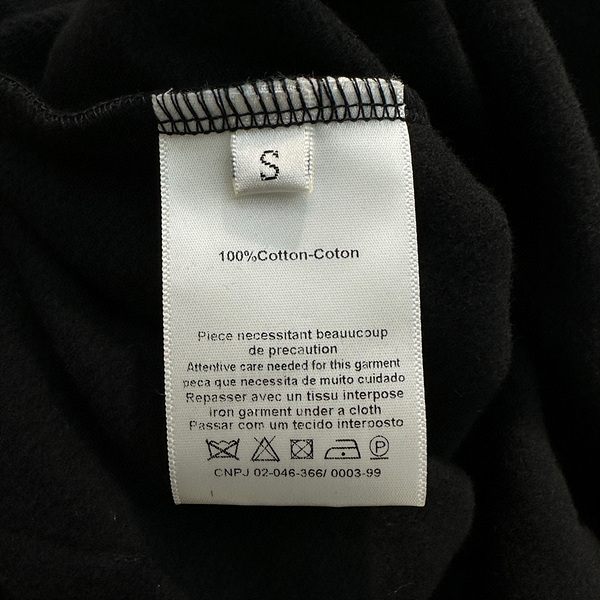 S
100%Cotton-Coton
Piece necessitant beauucoup
de precaution
Attentive care needed for this garment
peca que necessita de muito cuidado
Repasser avec un tissu interpose
iron garment under a cloth
Passar com um tecido interposto
P
CNPJ 02-046-366/ 0003-99